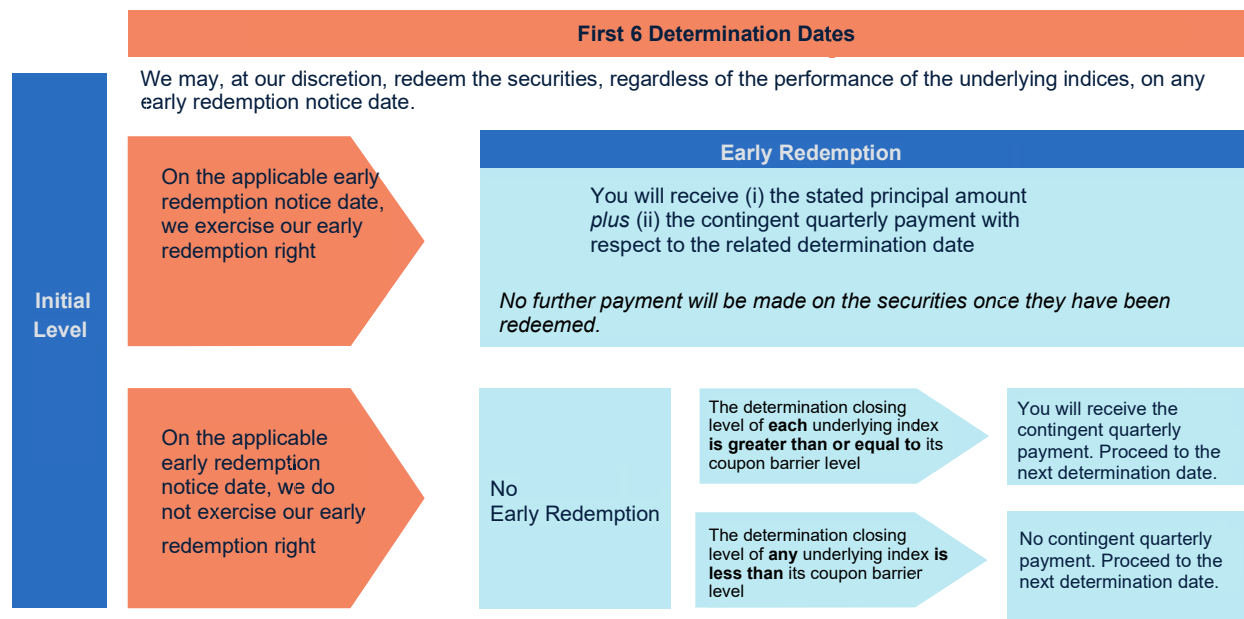 First 6 Determination Dates
We may, at our discretion, redeem the securities, regardless of the performance of the underlying indices, on any
early redemption notice date.
Initial
Level
On the applicable early
redemption notice date,
we exercise our early
redemption right
Early Redemption
You will receive (i) the stated principal amount
plus (ii) the contingent quarterly payment with
respect to the related determination date
No further payment will be made on the securities once they have been
redeemed.
On the applicable
early redemption
notice date, we do
not exercise our early
redemption right
No
Early Redemption
The determination closing
level of each underlying index
is greater than or equal to its
coupon barrier level
You will receive the
contingent quarterly
payment. Proceed to the
next determination date.
The determination closing
level of any underlying index is
less than its coupon barrier
level
No contingent quarterly
payment. Proceed to the
next determination date.